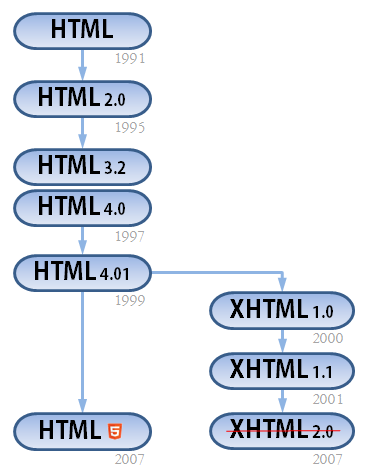 HTML
1991
HTML 2.0
1995
HTML 3.2
HTML 4.0
1997
HTML 4.01
1999
XHTML 1.0
2000
XHTML 1.1
2001
HTML 5
2007
XHTML 2.0
2007